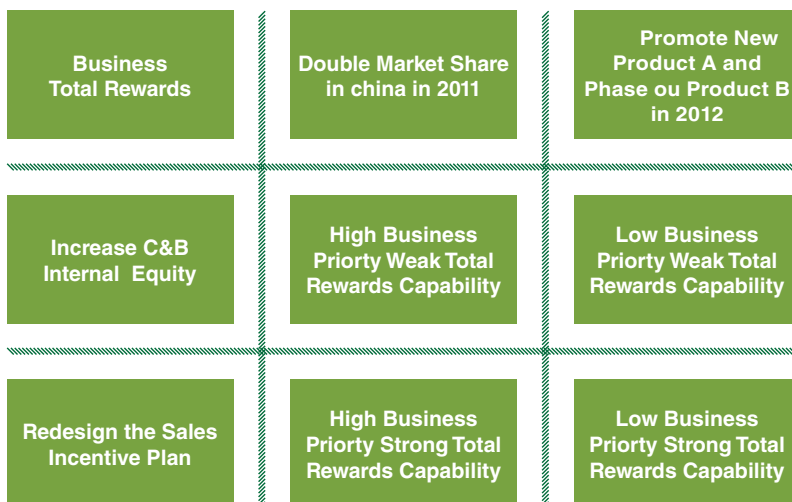 Business
Total Rewards
Double Market Share
in china in 2011
Promote New
Product A and
Phase ou Product B
in 2012
Increase C&B
Internal Equity
High Business
Priorty Weak Total
Rewards Capability
Low Business
Priorty Weak Total
Rewards Capability
Redesign the Sales
Incentive Plan
High Business
Priorty Strong Total
Rewards Capability
Low Business
Priorty Strong Total
Rewards Capability